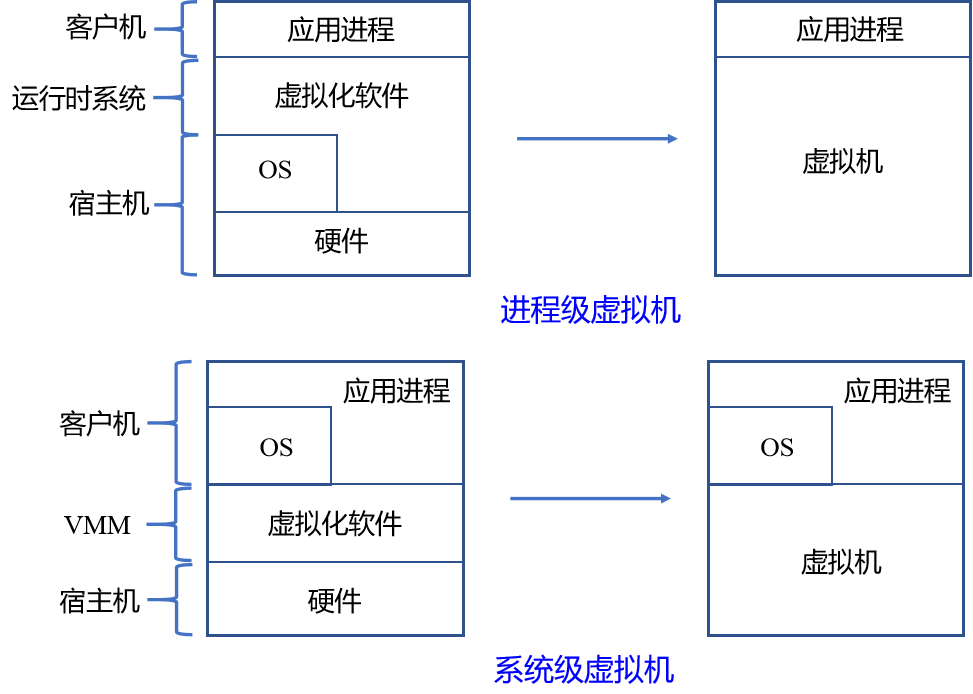 客户机
应用进程
应用进程
运行时系统
虚拟化软件
虚拟机
宿主机
OS
硬件
进程级虚拟机
客户机
应用进程
应用进程
OS
OS
VMM
虚拟化软件
虚拟机
宿主机
硬件
系统级虚拟机